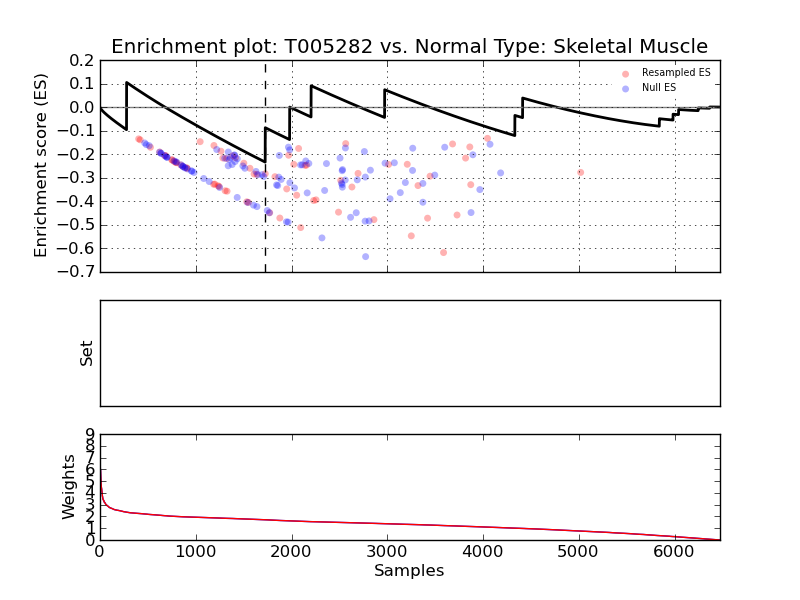 Enrichment plot: T005282 vs. Normal Type: Skeletal Muscle
Enrichment score (ES)
0.2
0.1
0.0
−0.1
−0.2
−0.3
−0.4
−0.5
−0.6
−0.7
Resampled ES
Null ES
Set
Weights
9
8
7
6
5
4
3
2
1
0
0 1000 2000 3000 4000 5000 6000
Samples